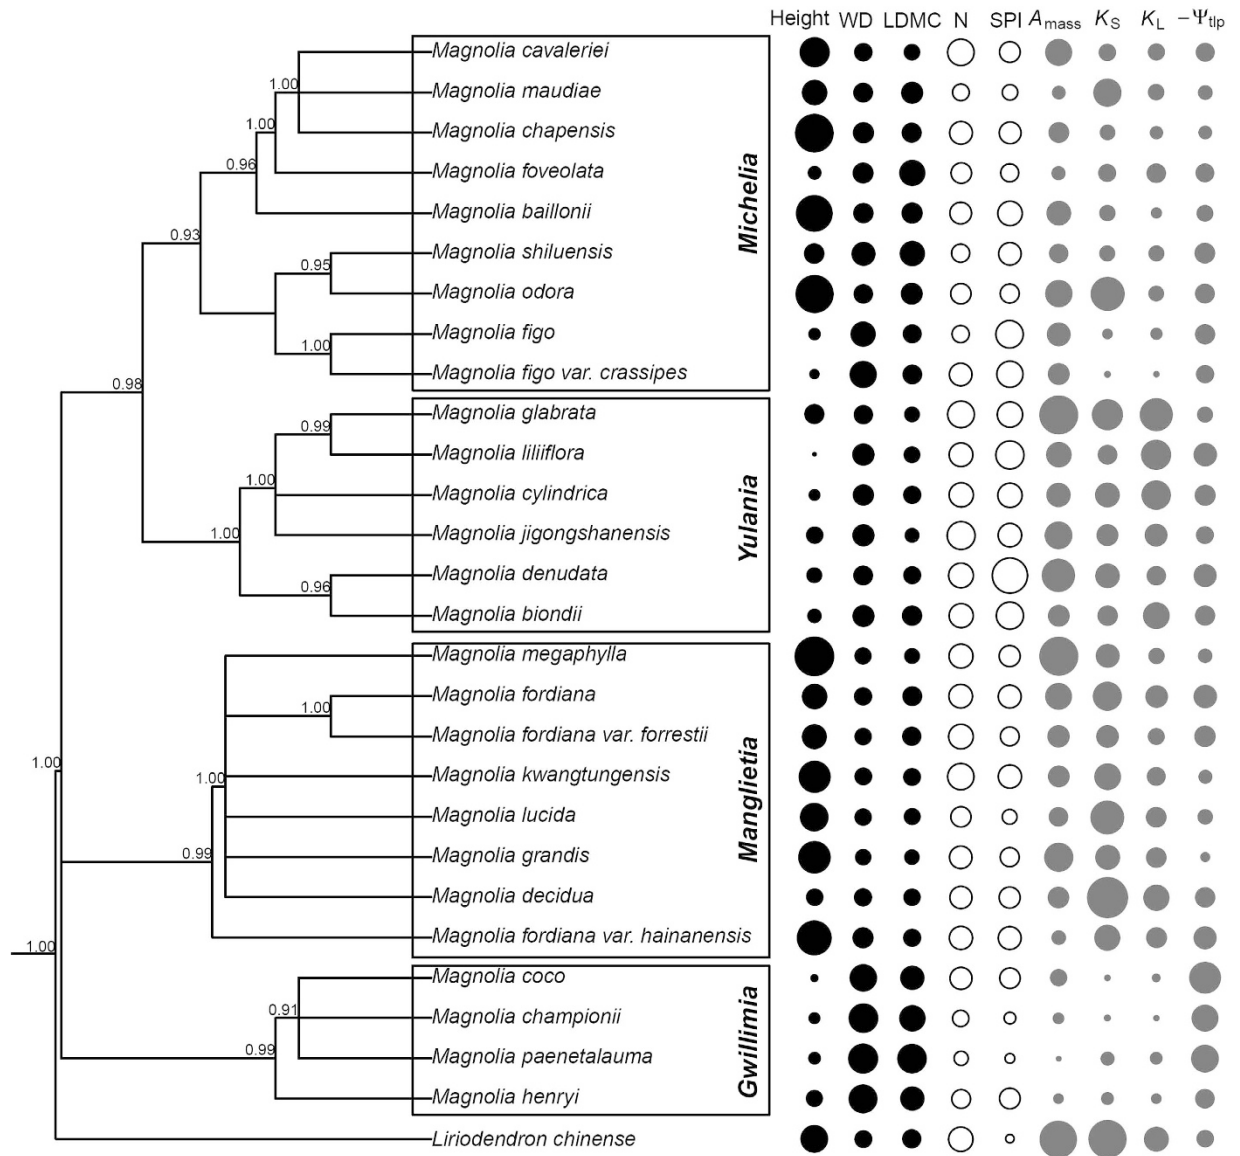 Height WD LDMC N SPI Amass KS KL −Ψtlp
Magnolia cavaleriei
1.00
Magnolia maudiae
1.00
Magnolia chapensis
0.96
Magnolia foveolata
Magnolia baillonii
Michelia
0.93
Magnolia shiluensis
0.95
Magnolia odora
Magnolia figo
1.00
Magnolia figo var. crassipes
0.98
Magnolia glabrata
0.99
Magnolia liliiflora
1.00
Magnolia cylindrica
Yulania
1.00
Magnolia jigongshanensis
Magnolia denudata
0.96
Magnolia biondii
Magnolia megaphylla
Magnolia fordiana
1.00
Magnolia fordiana var. forrestii
1.00
1.00
Magnolia kwangtungensis
Manglietia
Magnolia lucida
0.99
Magnolia grandis
Magnolia decidua
Magnolia fordiana var. hainanensis
1.00
Magnolia coco
0.91
Magnolia championii
Gwillimia
0.99
Magnolia paenetalauma
Magnolia henryi
Liriodendron chinense